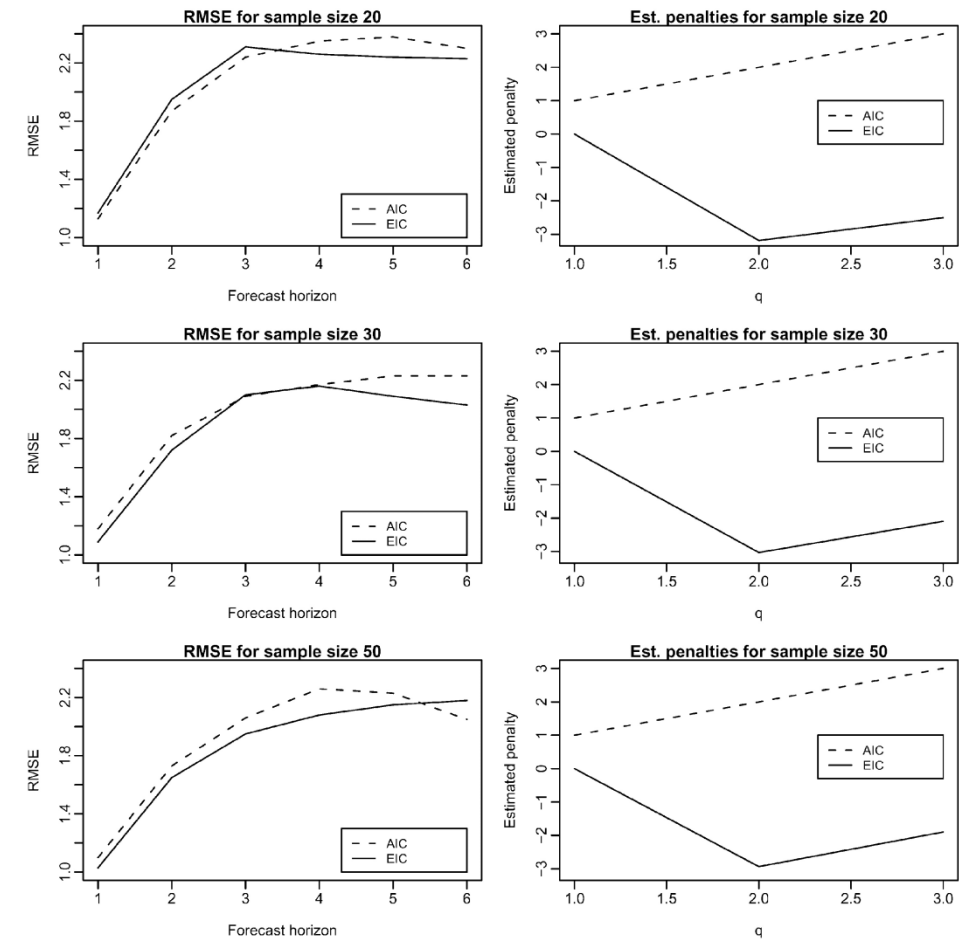 RMSE for sample size 20
RMSE
2.2
1.8
1.4
1.0
AIC
EIC
1 2 3 4 5 6
Forecast horizon
Est. penalties for sample size 20
Estimated penalty
3
2
1
0
−1
−2
−3
AIC
EIC
1.0 1.5 2.0 2.5 3.0
q
RMSE for sample size 30
RMSE
2.2
1.8
1.4
1.0
AIC
EIC
1 2 3 4 5 6
Forecast horizon
Est. penalties for sample size 30
Estimated penalty
3
2
1
0
−1
−2
−3
AIC
EIC
1.0 1.5 2.0 2.5 3.0
q
RMSE for sample size 50
RMSE
2.2
1.8
1.4
1.0
AIC
EIC
1 2 3 4 5 6
Forecast horizon
Est. penalties for sample size 50
Estimated penalty
3
2
1
0
−1
−2
−3
AIC
EIC
1.0 1.5 2.0 2.5 3.0
q